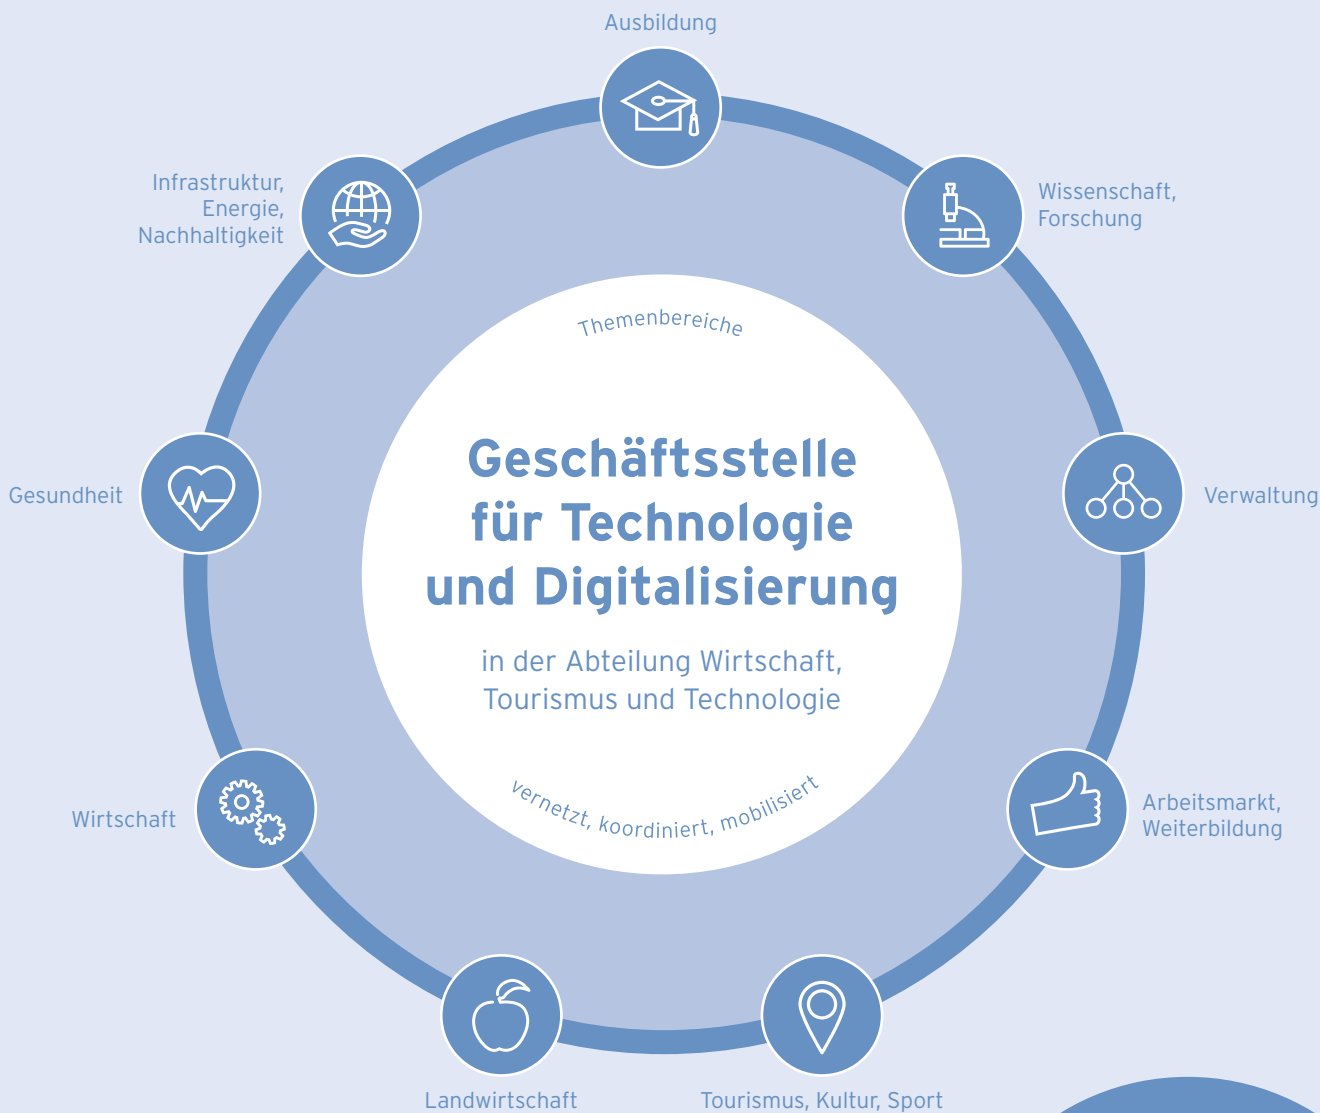 Ausbildung
Infrastruktur,
Energie,
Nachhaltigkeit
Wissenschaft,
Forschung
Themenbereiche
Geschäftsstelle
für Technologie
und Digitalisierung
in der Abteilung Wirtschaft,
Tourismus und Technologie
vernetzt, koordiniert, mobilisiert
Gesundheit
Verwaltung
Wirtschaft
Arbeitsmarkt,
Weiterbildung
Landwirtschaft
Tourismus, Kultur, Sport